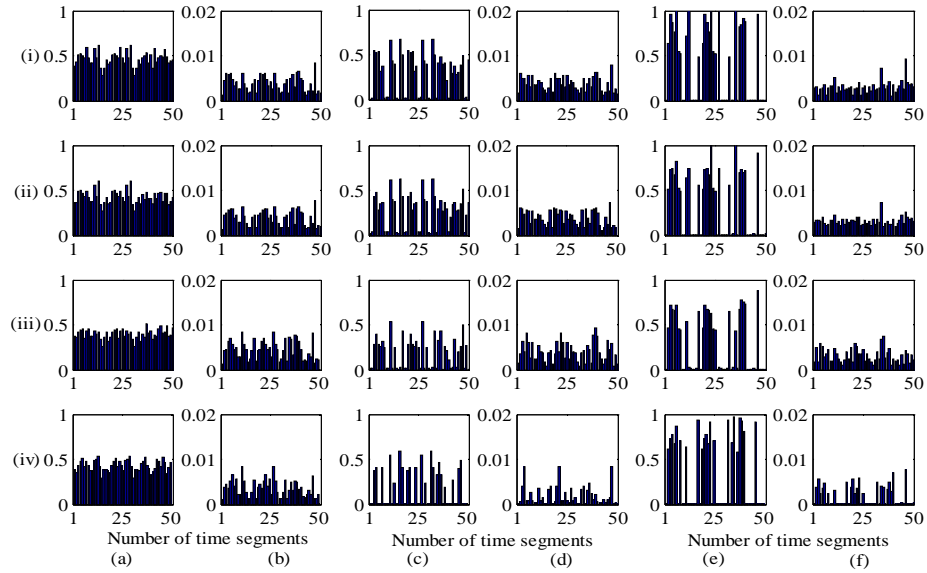 1 0.02 1 0.02 1 0.02
(i) 0.5 0.01 0.5 0.01 0.5 0.01
0 0 0 0 0 0
1 25 50 1 25 50 1 25 50 1 25 50 1 25 50 1 25 50
1 0.02 1 0.02 1 0.02
(ii) 0.5 0.01 0.5 0.01 0.5 0.01
0 0 0 0 0 0
1 25 50 1 25 50 1 25 50 1 25 50 1 25 50 1 25 50
1 0.02 1 0.02 1 0.02
(iii) 0.5 0.01 0.5 0.01 0.5 0.01
0 0 0 0 0 0
1 25 50 1 25 50 1 25 50 1 25 50 1 25 50 1 25 50
1 0.02 1 0.02 1 0.02
(iv) 0.5 0.01 0.5 0.01 0.5 0.01
0 0 0 0 0 0
1 25 50 1 25 50 1 25 50 1 25 50 1 25 50 1 25 50
Number of time segments Number of time segments Number of time segments
(a) (b) (c) (d) (e) (f)